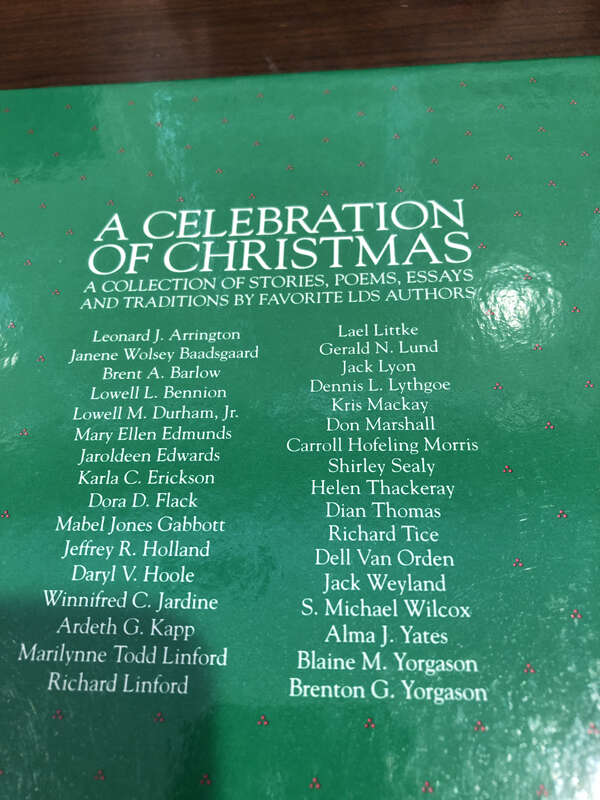 A CELEBRATION
OF CHRISTMAS
A COLLECTION OF STORIES, POEMS, ESSAYS
AND TRADITIONS BY FAVORITE LDS AUTHORS
Leonard J. Arrington
Janene Wolsey Baadsgaard
Brent A. Barlow
Lowell L. Bennion
Lowell M. Durham, Jr.
Mary Ellen Edmunds
Jaroldeen Edwards
Karla C. Erickson
Dora D. Flack
Mabel Jones Gabbott
Jeffrey R. Holland
Daryl V. Hoole
Winnifred C. Jardine
Ardeth G. Kapp
Marilynne Todd Linford
Richard Linford
Lael Littke
Gerald N. Lund
Jack Lyon
Dennis L. Lythgoe
Kris Mackay
Don Marshall
Carroll Hofeling Morris
Shirley Sealy
Helen Thackeray
Dian Thomas
Richard Tice
Dell Van Orden
Jack Weyland
S. Michael Wilcox
Alma J. Yates
Blaine M. Yorgason
Brenton G. Yorgason